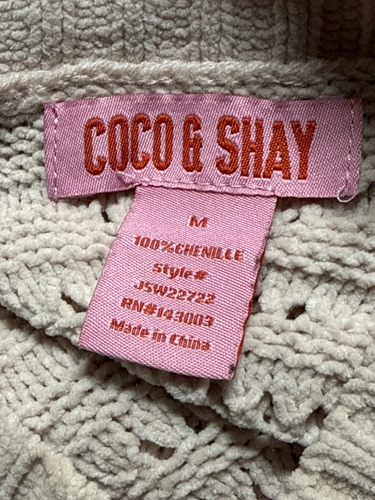 COCO & SHAY
M
100%CHENILLE
Style#
JSW22722
RN#143003
Made in China